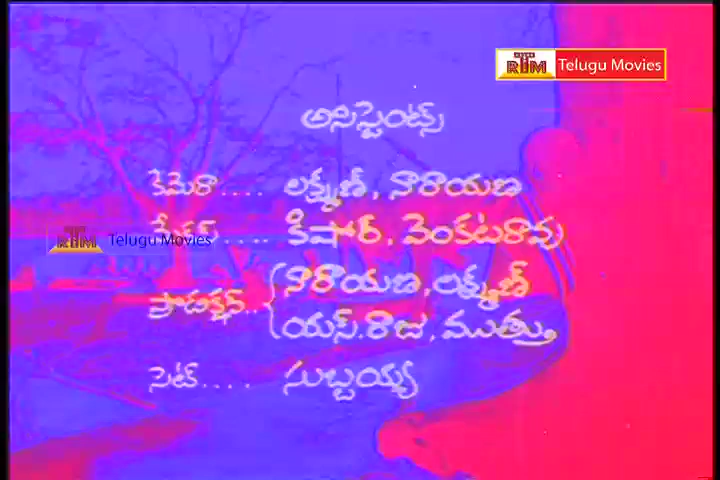 RTM Telugu Movies
అసిస్టెంట్స్
కెమెరా.... లక్ష్మణ్, నారాయణ
..... కిషోర్, వెంకటరావు
ప్రొడక్షన్.. నారాయణ, లక్ష్మణ్
యస్.రాజు, ముత్తు
సెట్.... సుబ్బయ్య
RTM Telugu Movies